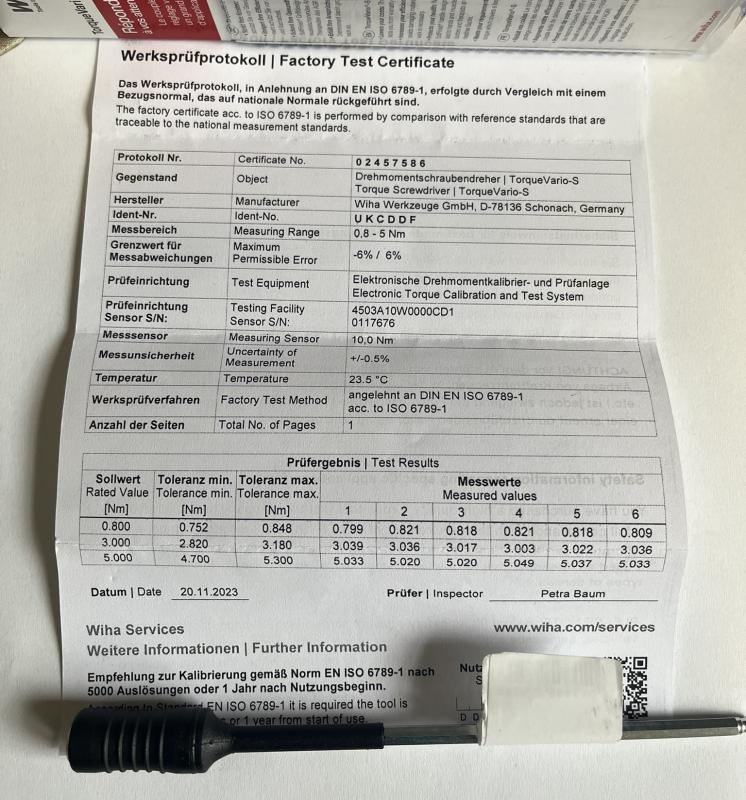 TorqueVario
Répond
à vos atten
www.wiha.com
Werksprüfprotokoll | Factory Test Certificate
Das Werksprüfprotokoll, in Anlehnung an DIN EN ISO 6789-1, erfolgte durch Vergleich mit einem
Bezugsnormal, das auf nationale Normale rückgeführt sind.
The factory certificate acc. to ISO 6789-1 is performed by comparison with reference standards that are
traceable to the national measurement standards.
Protokoll Nr. Certificate No. 02457586
Gegenstand Object Drehmomentschraubendreher | TorqueVario-S
Torque Screwdriver | TorqueVario-S
Hersteller Manufacturer Wiha Werkzeuge GmbH, D-78136 Schonach, Germany
Ident-Nr. Ident-No. UKCDDF
Messbereich Measuring Range 0,8 - 5 Nm
Grenzwert für Messabweichungen Maximum Permissible Error -6% / 6%
Prüfeinrichtung Test Equipment Elektronische Drehmomentkalibrier- und Prüfanlage
Electronic Torque Calibration and Test System
Prüfeinrichtung Testing Facility 4503A10W0000CD1
Sensor S/N: Sensor S/N: 0117676
Messsensor Measuring Sensor 10,0 Nm
Messunsicherheit Uncertainty of Measurement +/-0.5%
Temperatur Temperature 23.5 °C
Werksprüfverfahren Factory Test Method angelehnt an DIN EN ISO 6789-1
acc. to ISO 6789-1
Anzahl der Seiten Total No. of Pages 1
Prüfergebnis | Test Results
Sollwert Toleranz min. Toleranz max. Messwerte
Rated Value Tolerance min. Tolerance max. Measured values
[Nm] [Nm] [Nm] 1 2 3 4 5 6
0.800 0.752 0.848 0.799 0.821 0.818 0.821 0.818 0.809
3.000 2.820 3.180 3.039 3.036 3.017 3.003 3.022 3.036
5.000 4.700 5.300 5.033 5.020 5.020 5.049 5.037 5.033
Datum | Date 20.11.2023 Prüfer | Inspector Petra Baum
Wiha Services www.wiha.com/services
Weitere Informationen | Further Information
Empfehlung zur Kalibrierung gemäß Norm EN ISO 6789-1 nach
5000 Auslösungen oder 1 Jahr nach Nutzungsbeginn.
According to Standard EN ISO 6789-1 it is required the tool is
or 1 year from start of use.
Nutz
S
D D